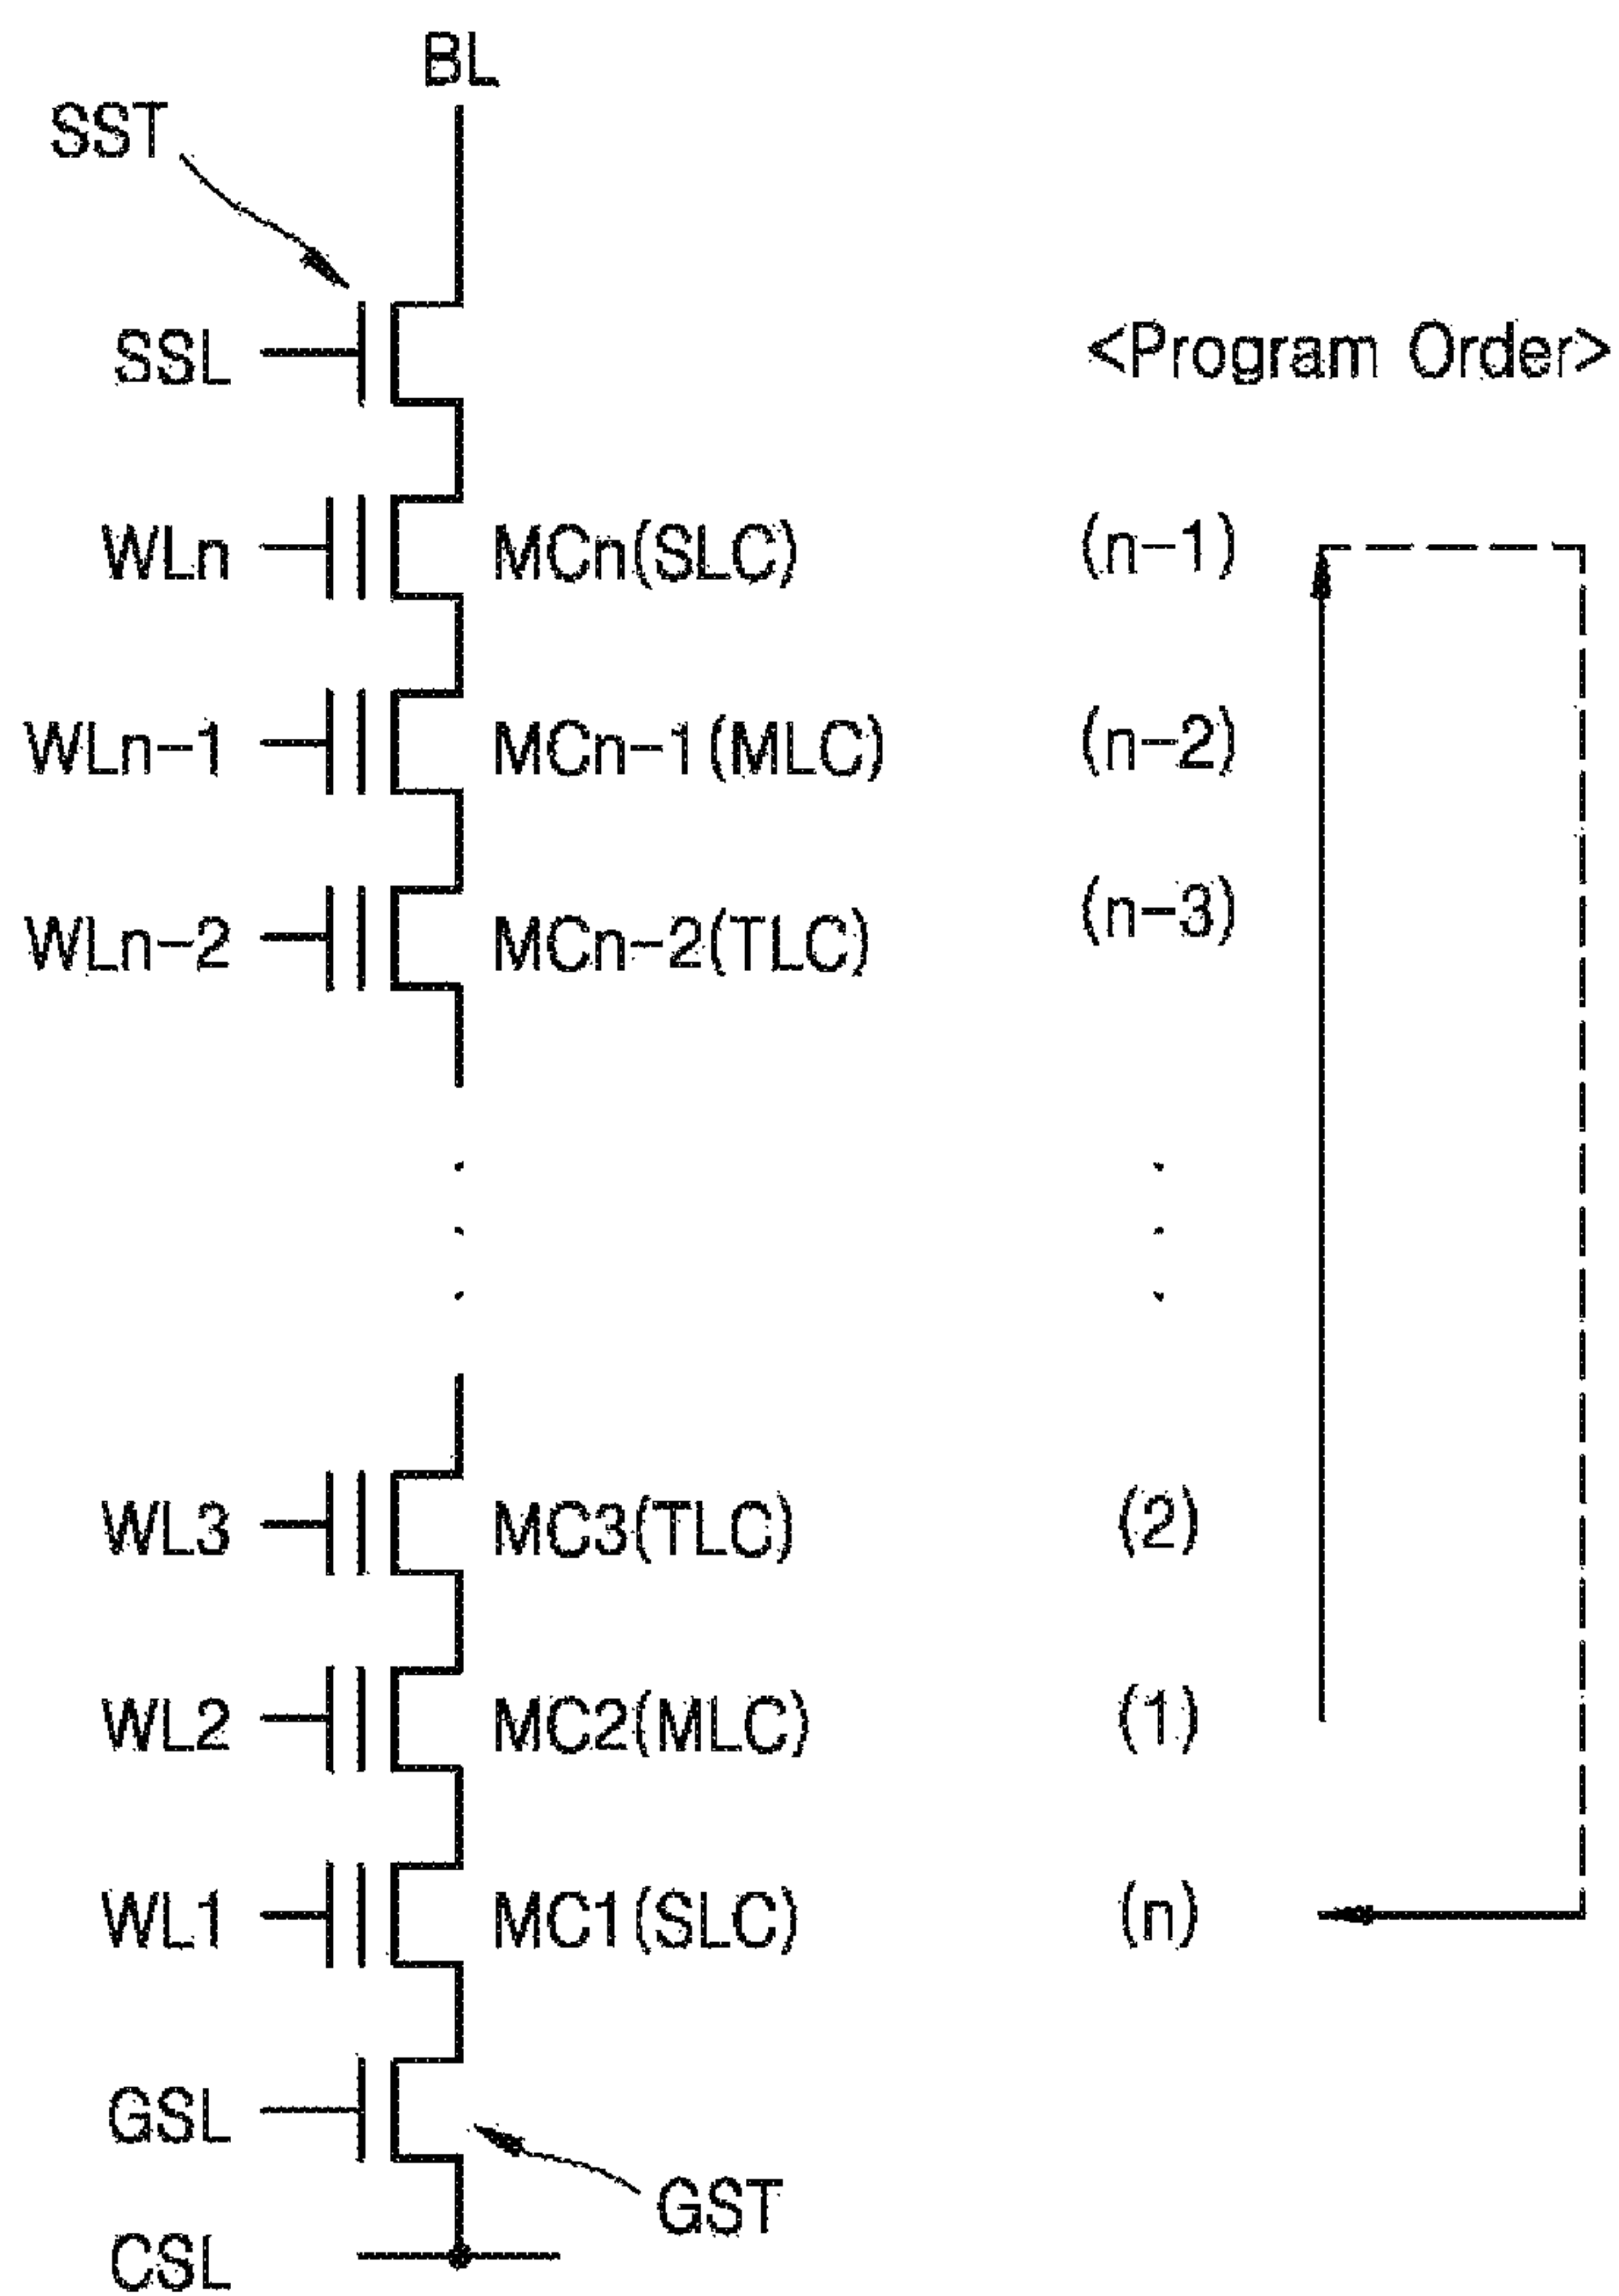 BL
SST
SSL <Program Order>
WLn MCn(SLC) (n-1)
WLn-1 MCn-1(MLC) (n-2)
WLn-2 MCn-2(TLC) (n-3)
WL3 MC3(TLC) (2)
WL2 MC2(MLC) (1)
WL1 MC1(SLC) (n)
GSL
GST
CSL